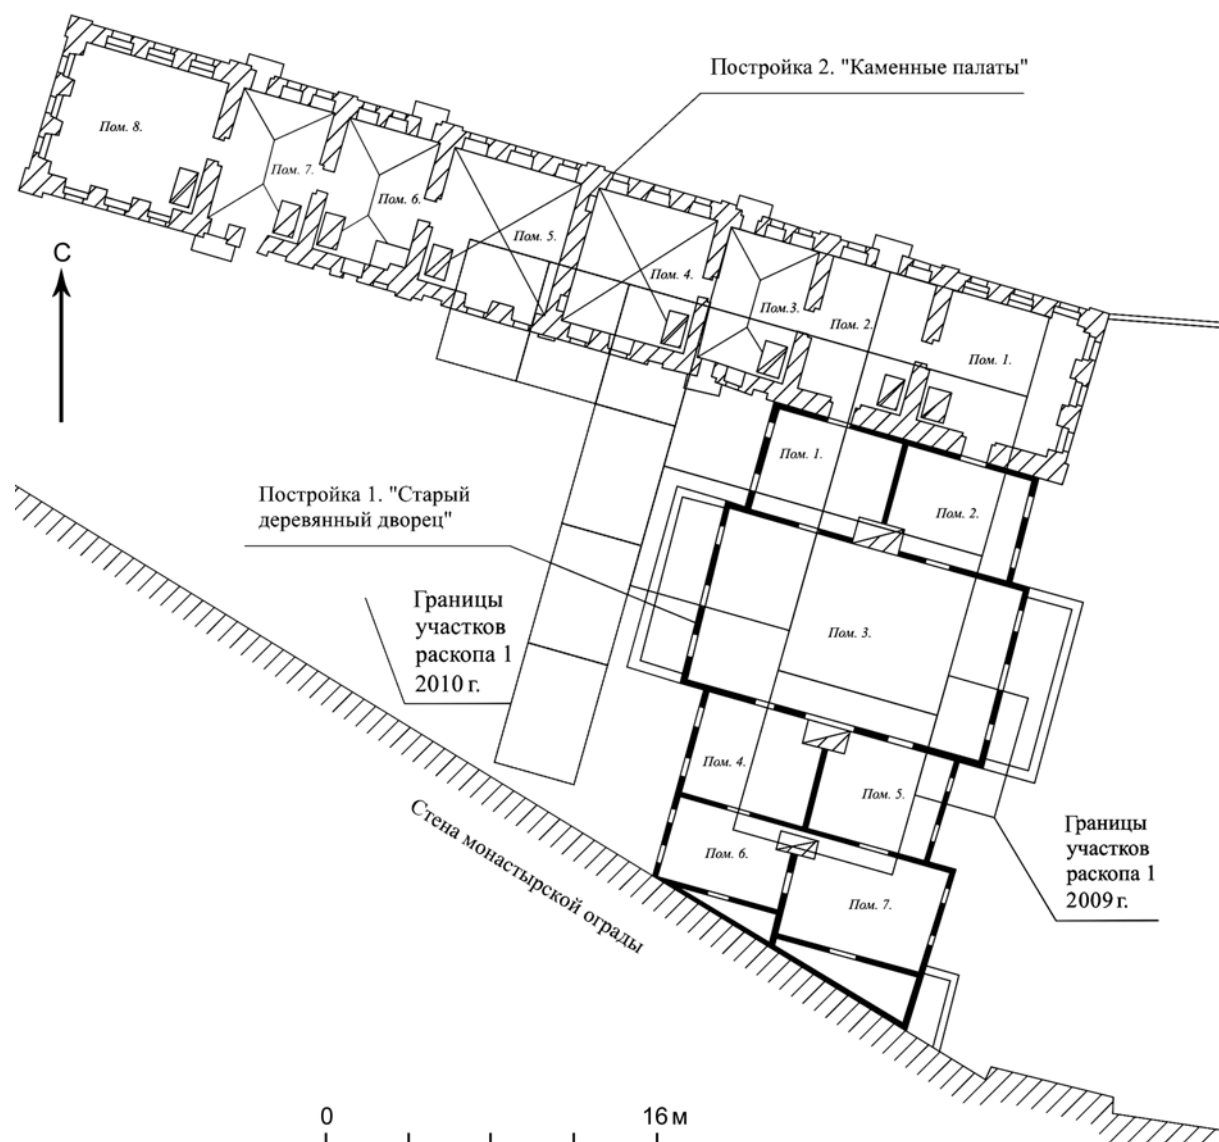 Постройка 2. "Каменные палаты"
Пом. 8.
Пом. 7.
Пом. 6.
Пом. 5.
Пом. 4.
Пом.3.
Пом. 2.
Пом. 1.
С
Постройка 1. "Старый
деревянный дворец"
Пом. 1.
Пом. 2.
Пом. 3.
Границы
участков
раскопа 1
2010 г.
Пом. 4.
Пом. 5.
Пом. 6.
Пом. 7.
Стена монастырской ограды
Границы
участков
раскопа 1
2009 г.
0
16 м